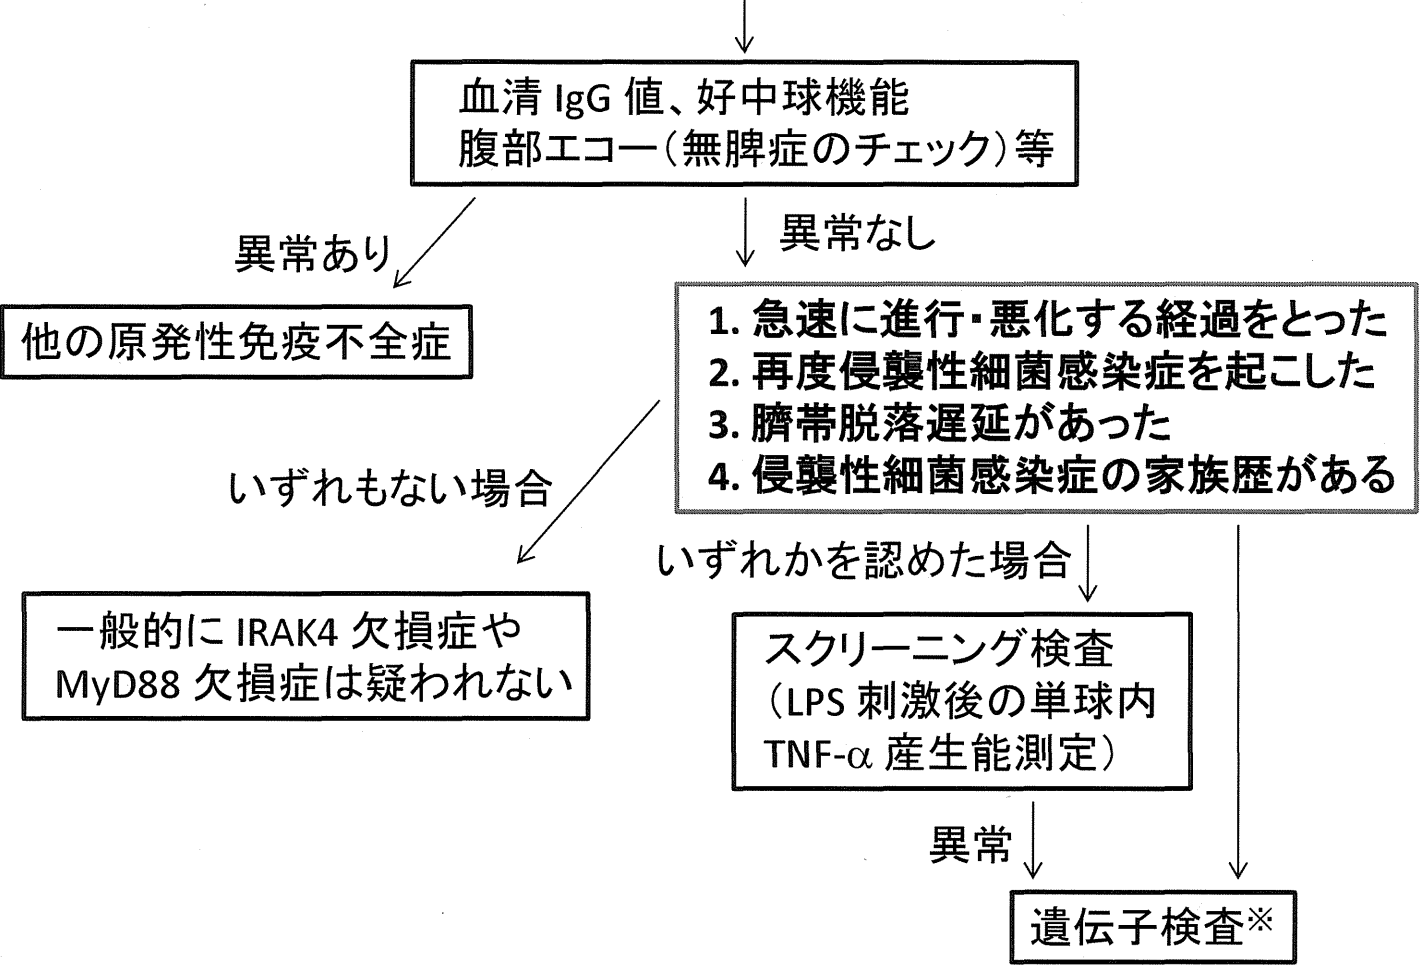 血清 IgG 値、好中球機能
腹部エコー（無脾症のチェック）等
異常あり
異常なし
他の原発性免疫不全症
1. 急速に進行・悪化する経過をとった
2. 再度侵襲性細菌感染症を起こした
3. 臍帯脱落遅延があった
4. 侵襲性細菌感染症の家族歴がある
いずれもない場合
いずれかを認めた場合
一般的に IRAK4 欠損症や
MyD88 欠損症は疑われない
スクリーニング検査
（LPS 刺激後の単球内
TNF-α 産生能測定）
異常
遺伝子検査※